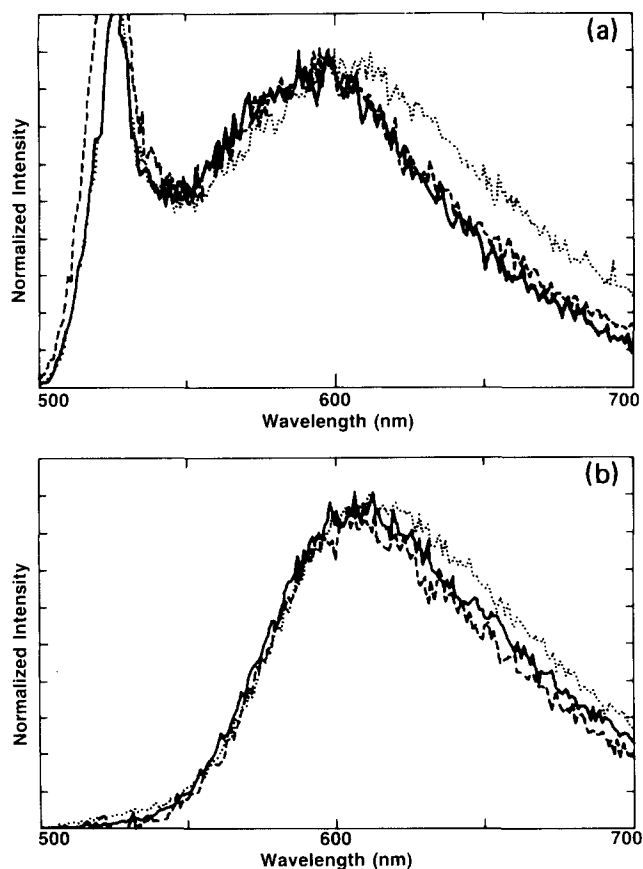 (a)
Normalized Intensity
500 600 700
Wavelength (nm)
(b)
Normalized Intensity
500 600 700
Wavelength (nm)